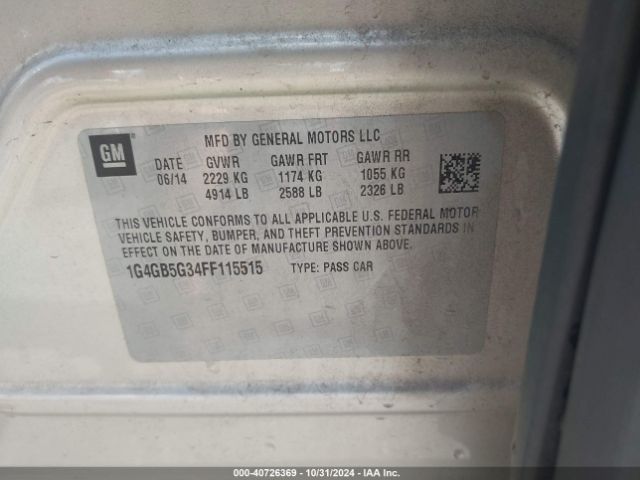 GM
MFD BY GENERAL MOTORS LLC
DATE GVWR GAWR FRT GAWR RR
06/14 2229 KG 1174 KG 1055 KG
4914 LB 2588 LB 2326 LB
THIS VEHICLE CONFORMS TO ALL APPLICABLE U.S. FEDERAL MOTOR
VEHICLE SAFETY, BUMPER, AND THEFT PREVENTION STANDARDS IN
EFFECT ON THE DATE OF MANUFACTURE SHOWN ABOVE.
1G4GB5G34FF115515 TYPE: PASS CAR
000-40726369 • 10/31/2024 • IAA Inc.